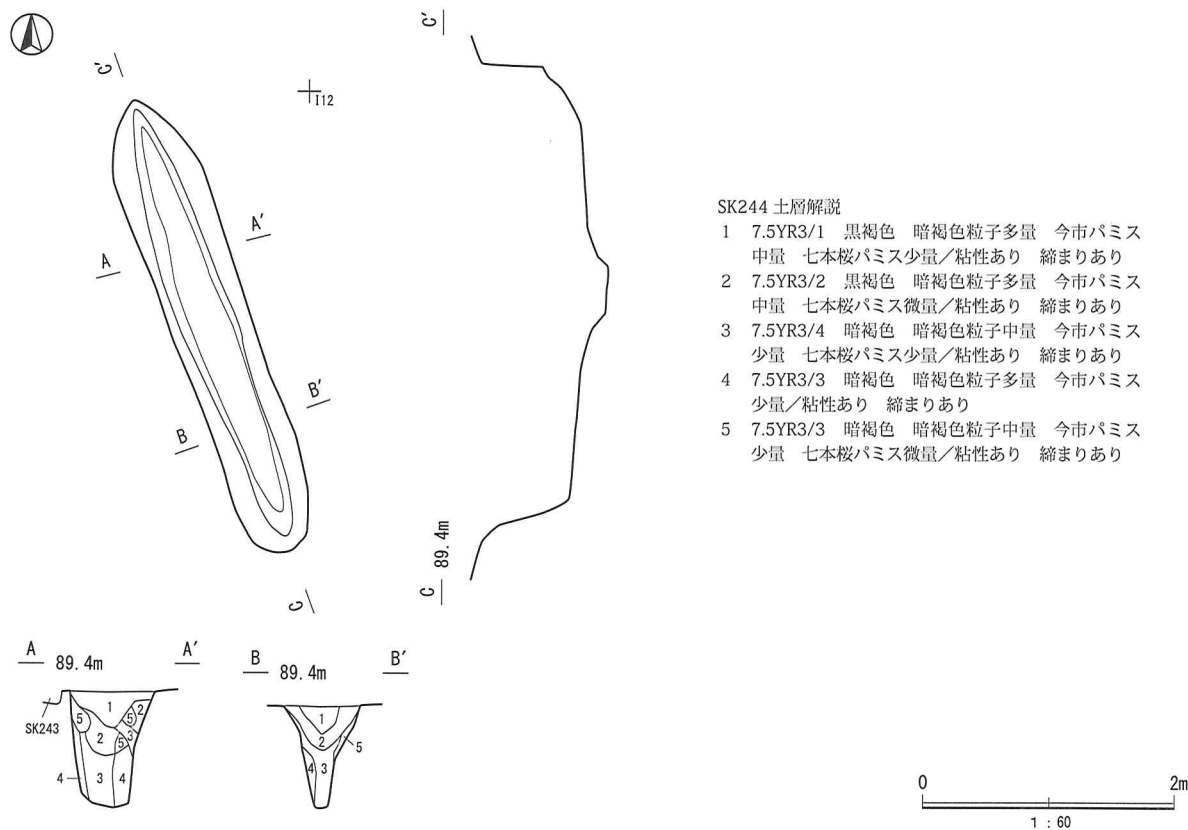 C'
C'
I12
A'
A
B'
B
C
C
89.4m
SK244 土層解説
1 7.5YR3/1 黒褐色 暗褐色粒子多量 今市パミス
中量 七本桜パミス少量／粘性あり 締まりあり
2 7.5YR3/2 黒褐色 暗褐色粒子多量 今市パミス
中量 七本桜パミス微量／粘性あり 締まりあり
3 7.5YR3/4 暗褐色 暗褐色粒子中量 今市パミス
少量 七本桜パミス少量／粘性あり 締まりあり
4 7.5YR3/3 暗褐色 暗褐色粒子多量 今市パミス
少量／粘性あり 締まりあり
5 7.5YR3/3 暗褐色 暗褐色粒子中量 今市パミス
少量 七本桜パミス微量／粘性あり 締まりあり
A 89.4m A'
SK243
1
5 2
5
2 3
5
4 3 4
B 89.4m B'
1
2
5
4 3
0 2m
1 : 60